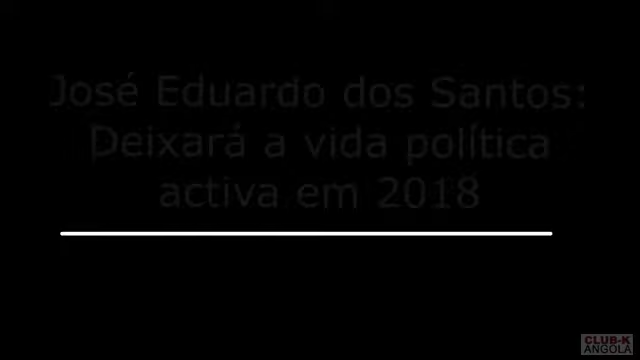 José Eduardo dos Santos:
Deixará a vida política
activa em 2018
CLUB-K
ANGOLA